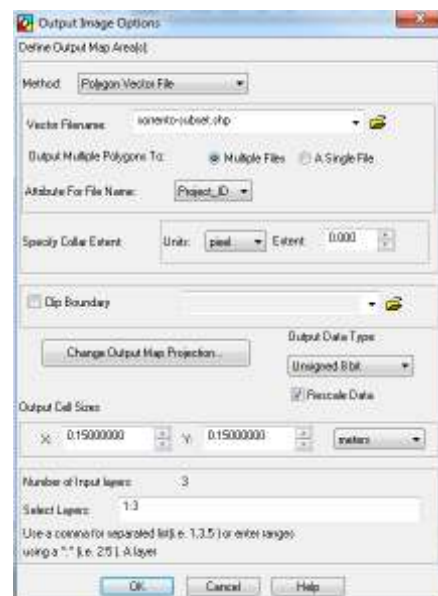 Output Image Options
Define Output Map Area(s)
Method: Polygon Vector File
Vector Filename: sorrento-subset.shp
Output Multiple Polygons To: Multiple Files A Single File
Attribute For File Name: Project_ID
Specify Collar Extent Units: pixel Extent: 0.000
Clip Boundary
Change Output Map Projection...
Output Data Type
Unsigned 8 bit
Rescale Data
Output Cell Sizes
X: 0.15000000 Y: 0.15000000 meters
Number of Input layers: 3
Select Layers: 1:3
Use a comma for separated list(i.e. 1,3,5 ) or enter ranges
using a ":" (i.e. 2:5 ). A layer
OK Cancel Help